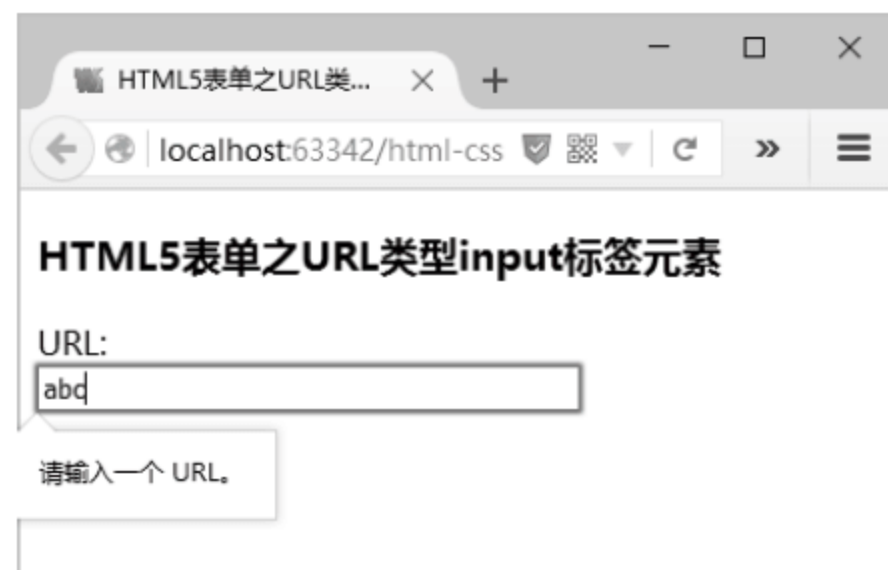 HTML5表单之URL类...
localhost:63342/html-css
HTML5表单之URL类型input标签元素
URL:
abc
请输入一个 URL。